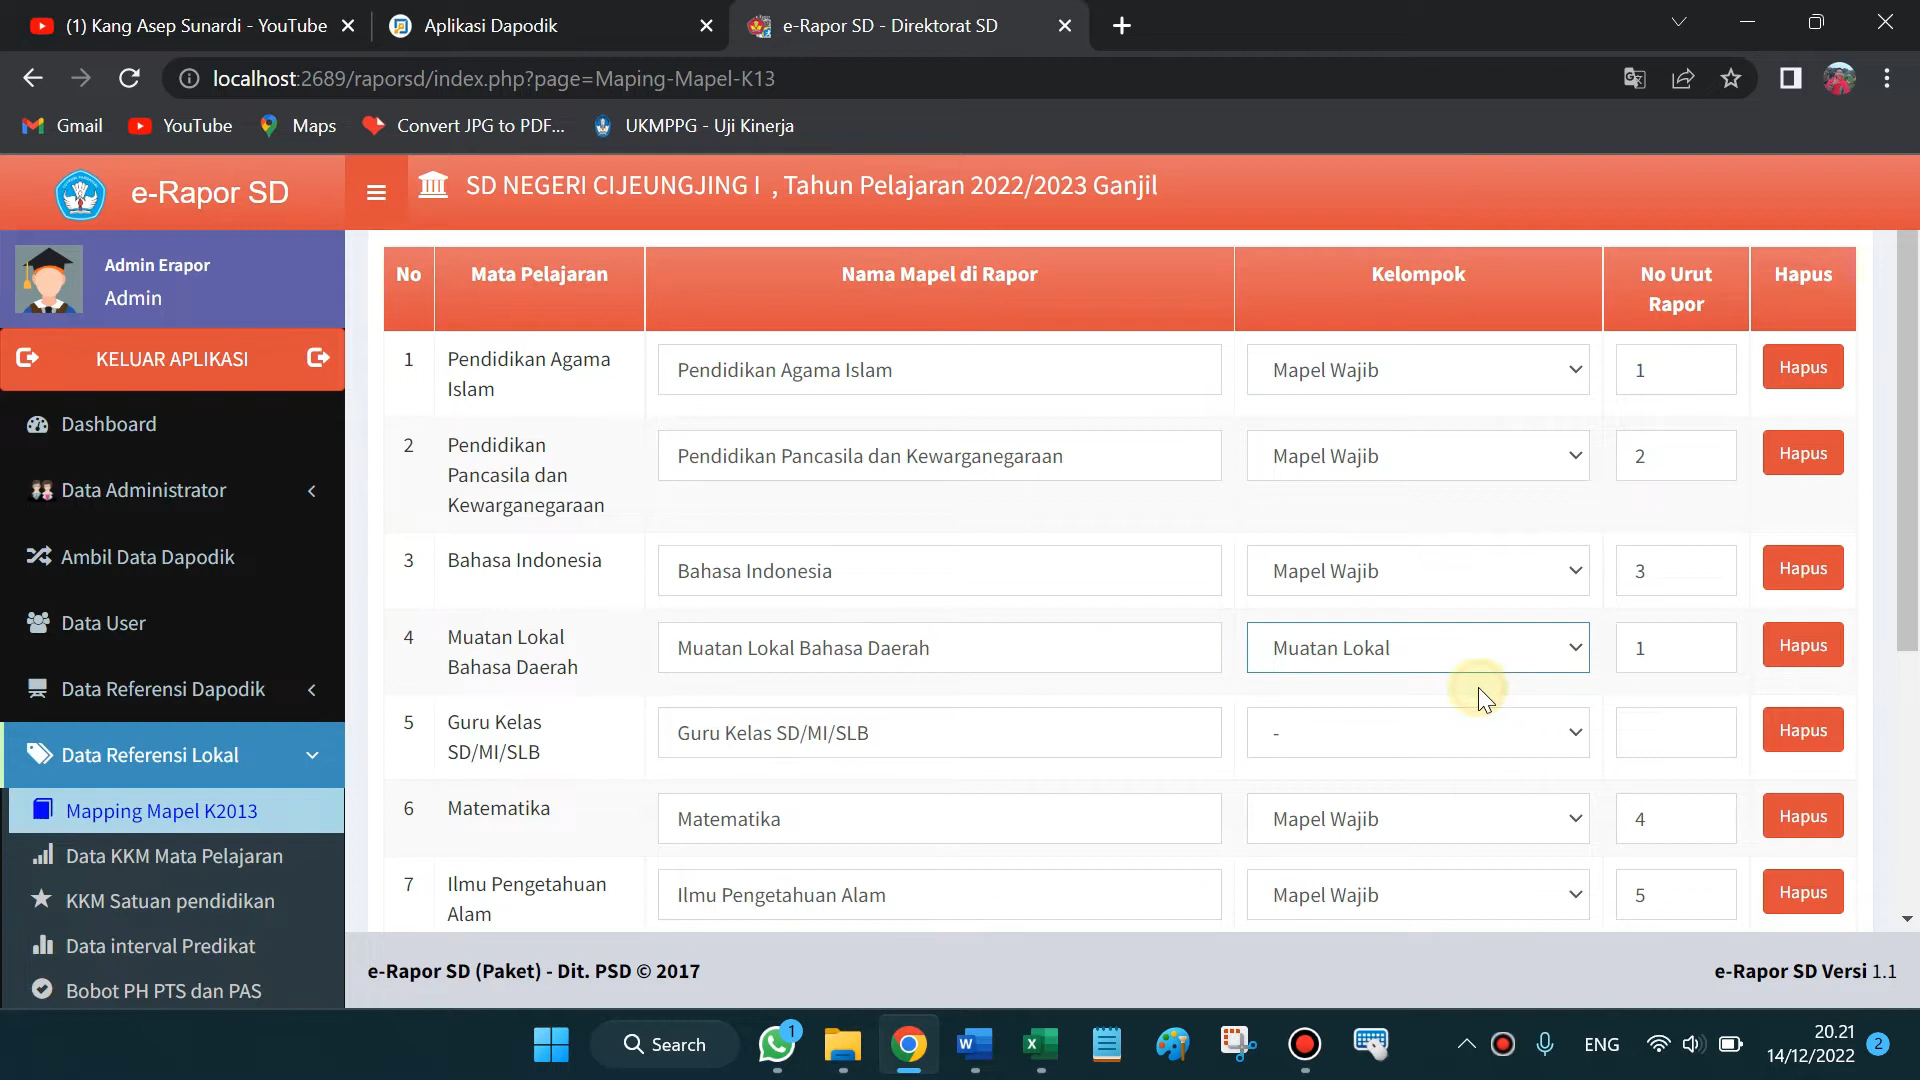 (1) Kang Asep Sunardi - YouTube
Aplikasi Dapodik
e-Rapor SD - Direktorat SD
localhost:2689/raporsd/index.php?page=Maping-Mapel-K13
Gmail
YouTube
Maps
Convert JPG to PDF...
UKMPPG - Uji Kinerja
e-Rapor SD
SD NEGERI CIJEUNGJING I , Tahun Pelajaran 2022/2023 Ganjil
Admin Erapor
Admin
KELUAR APLIKASI
Dashboard
Data Administrator
Ambil Data Dapodik
Data User
Data Referensi Dapodik
Data Referensi Lokal
Mapping Mapel K2013
Data KKM Mata Pelajaran
KKM Satuan pendidikan
Data interval Predikat
Bobot PH PTS dan PAS
No
Mata Pelajaran
Nama Mapel di Rapor
Kelompok
No Urut
Rapor
Hapus
1
Pendidikan Agama
Islam
Pendidikan Agama Islam
Mapel Wajib
1
Hapus
2
Pendidikan
Pancasila dan
Kewarganegaraan
Pendidikan Pancasila dan Kewarganegaraan
Mapel Wajib
2
Hapus
3
Bahasa Indonesia
Bahasa Indonesia
Mapel Wajib
3
Hapus
4
Muatan Lokal
Bahasa Daerah
Muatan Lokal Bahasa Daerah
Muatan Lokal
1
Hapus
5
Guru Kelas
SD/MI/SLB
Guru Kelas SD/MI/SLB
-
Hapus
6
Matematika
Matematika
Mapel Wajib
4
Hapus
7
Ilmu Pengetahuan
Alam
Ilmu Pengetahuan Alam
Mapel Wajib
5
Hapus
e-Rapor SD (Paket) - Dit. PSD © 2017
e-Rapor SD Versi 1.1
Search
1
ENG
20.21
14/12/2022
2